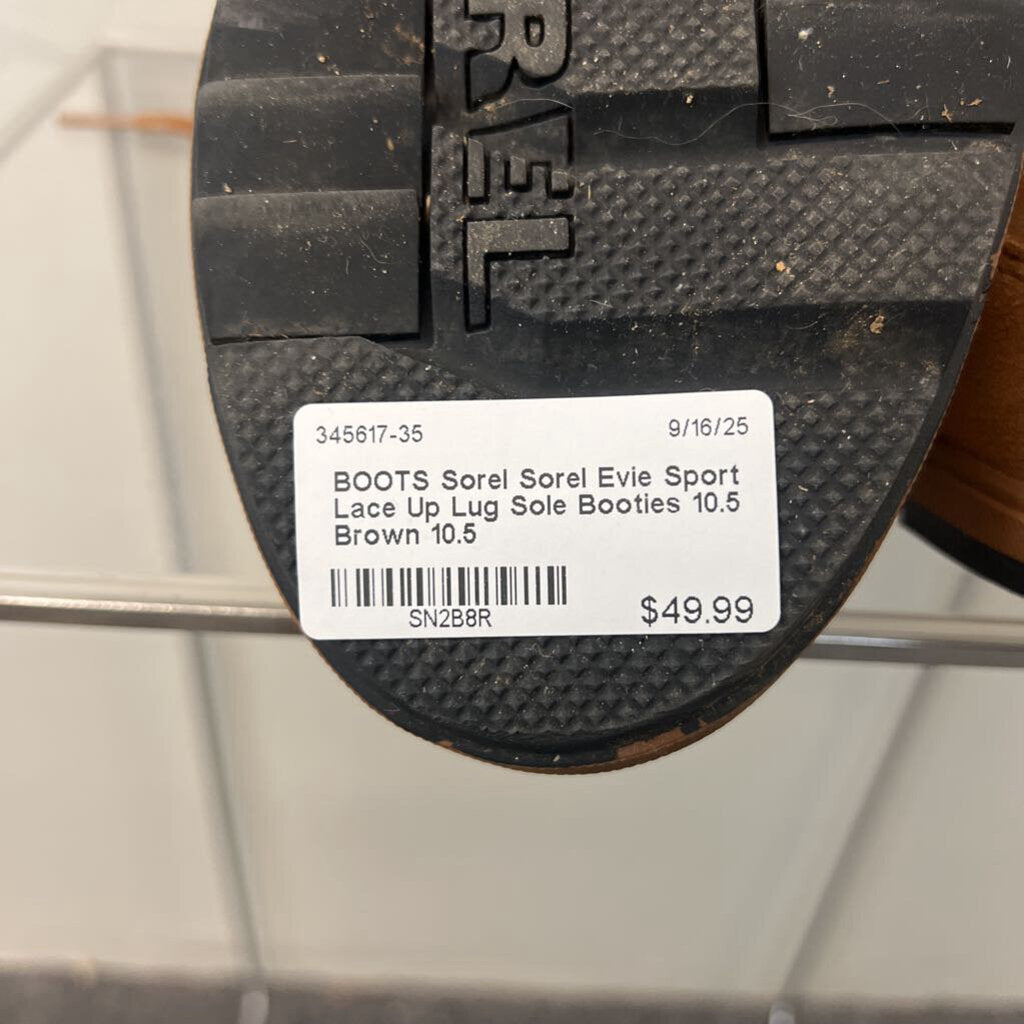 REL
345617-35 9/16/25
BOOTS Sorel Sorel Evie Sport
Lace Up Lug Sole Booties 10.5
Brown 10.5
SN2B8R
$49.99